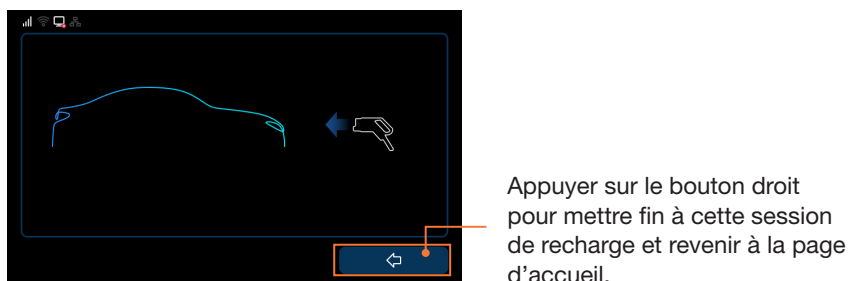 Appuyer sur le bouton droit
pour mettre fin à cette session
de recharge et revenir à la page
d'accueil.